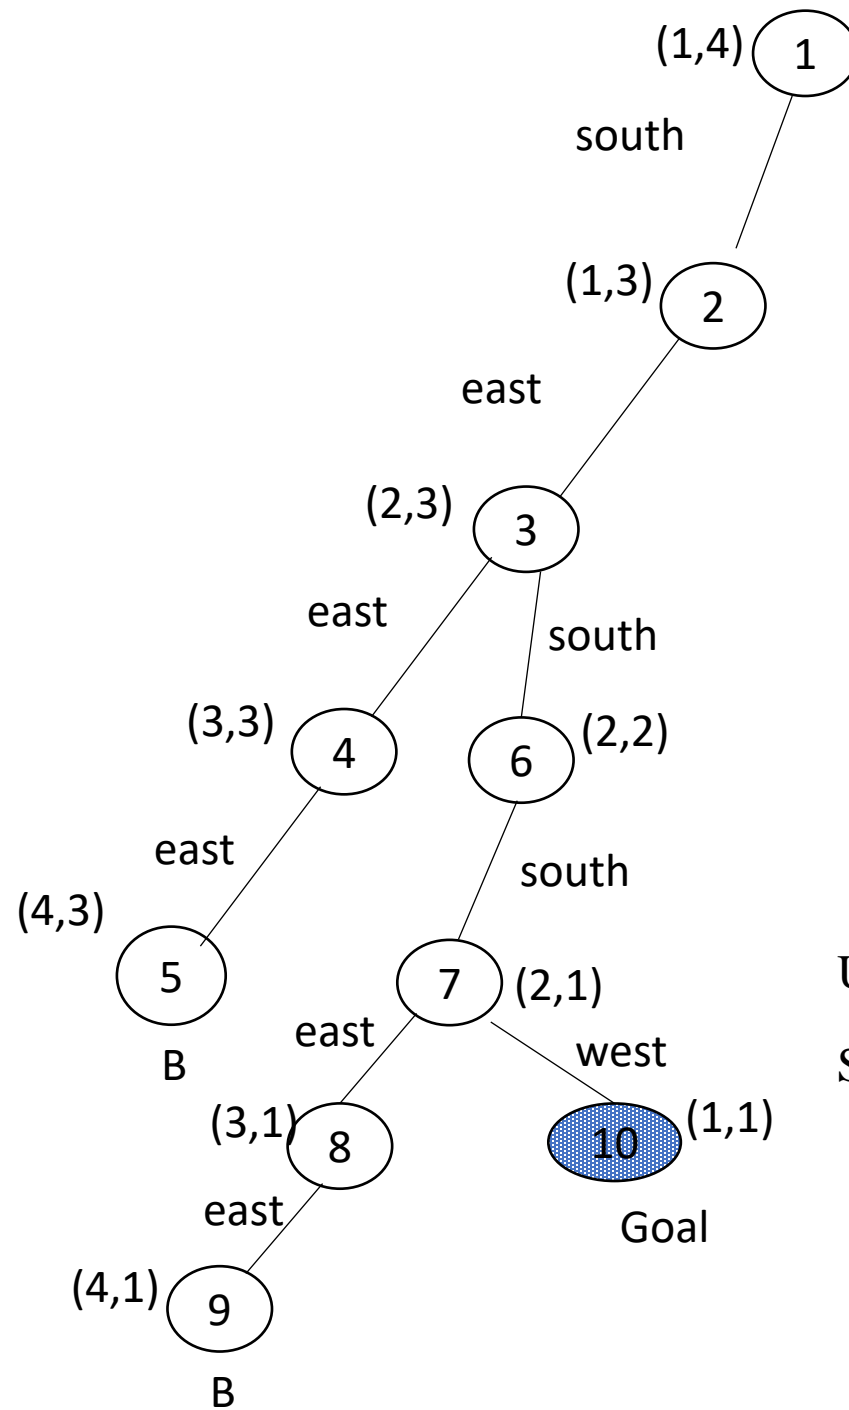 (1,4) 1
south
(1,3) 2
east
(2,3) 3
east south
(3,3) 4 6 (2,2)
east south
(4,3)
5 7 (2,1)
B east west
(3,1) 8 10 (1,1)
east Goal
(4,1) 9
B